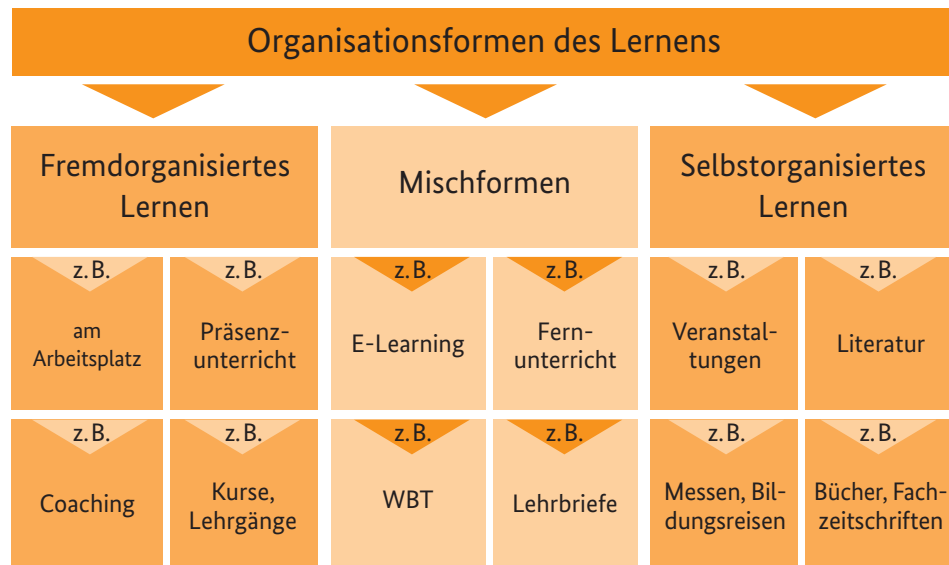 Organisationsformen des Lernens
Fremdorganisiertes
Lernen
Mischformen
Selbstorganisiertes
Lernen
z. B.
z. B.
z. B.
z. B.
z. B.
z. B.
am
Arbeitsplatz
Präsenz-
unterricht
E-Learning
Fern-
unterricht
Veranstal-
tungen
Literatur
z. B.
z. B.
z. B.
z. B.
z. B.
z. B.
Coaching
Kurse,
Lehrgänge
WBT
Lehrbriefe
Messen, Bil-
dungsreisen
Bücher, Fach-
zeitschriften